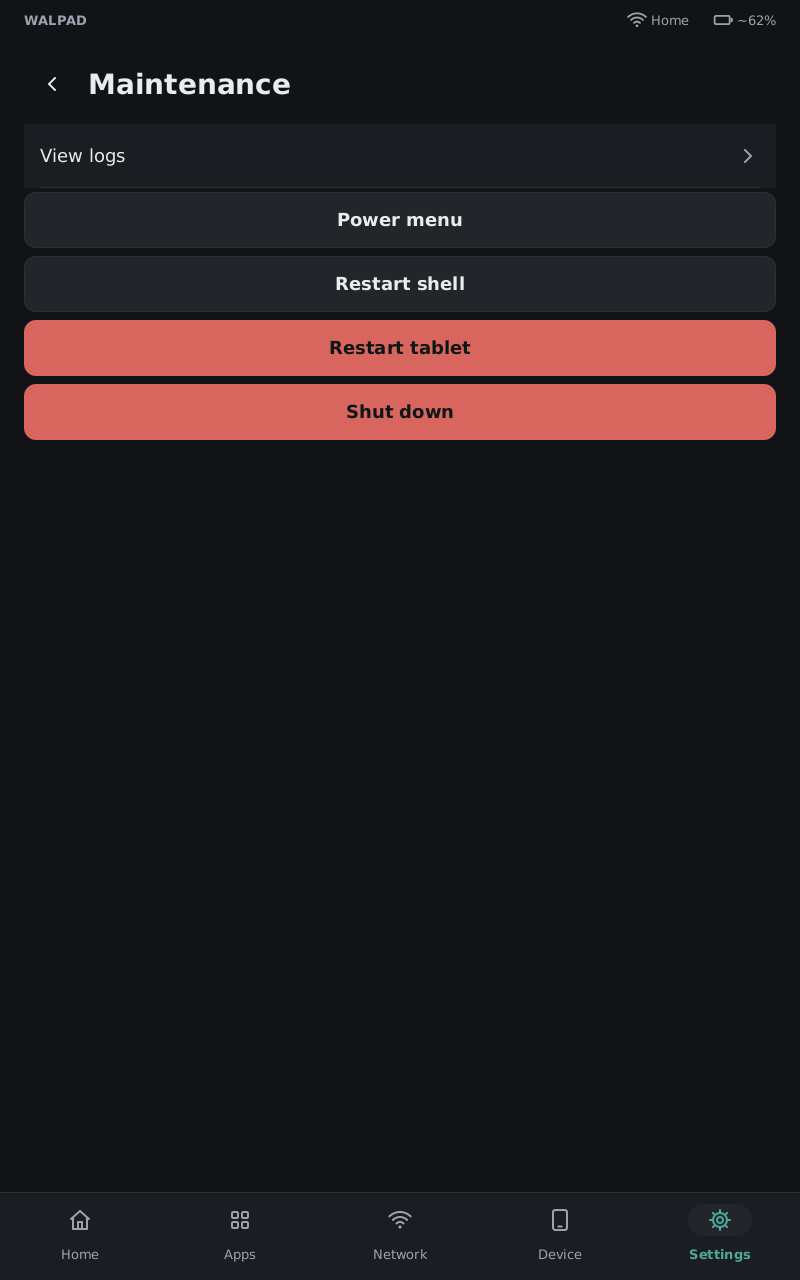 WALPAD
Home ~62%
Maintenance
View logs
Power menu
Restart shell
Restart tablet
Shut down
Home Apps Network Device Settings